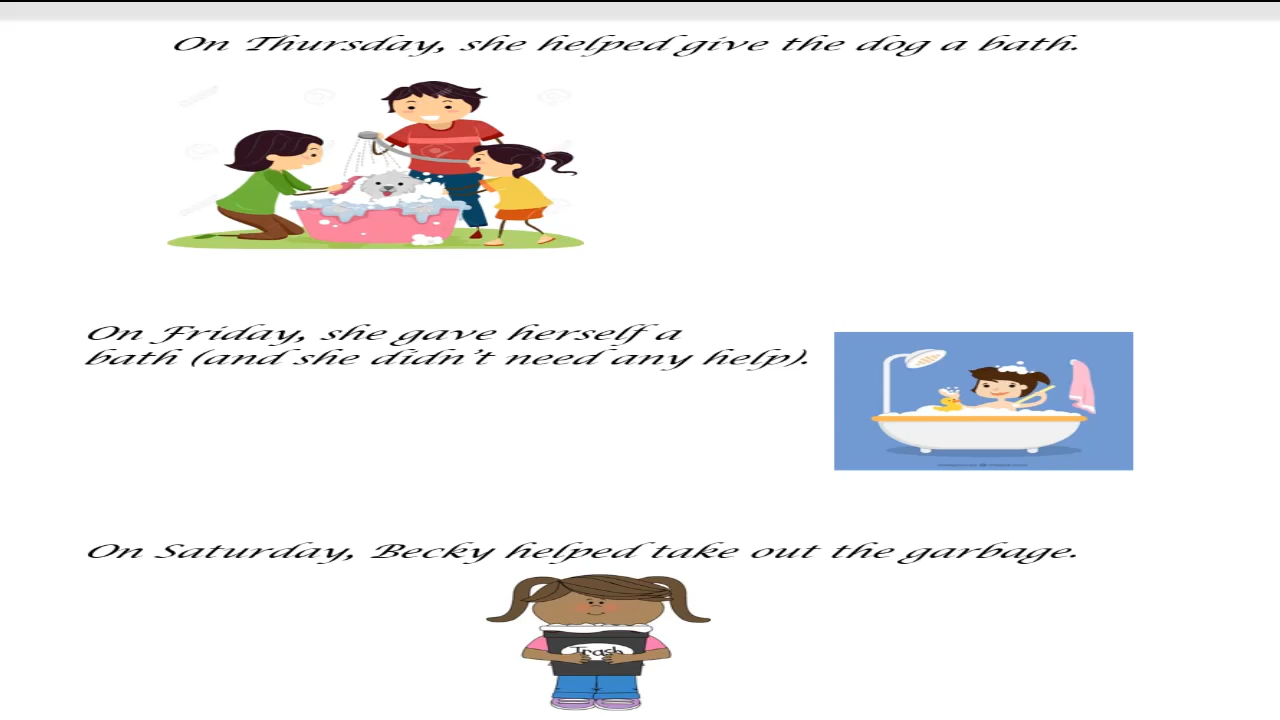 On Thursday, she helped give the dog a bath.
On Friday, she gave herself a
bath (and she didn't need any help).
On Saturday, Becky helped take out the garbage.
Trash